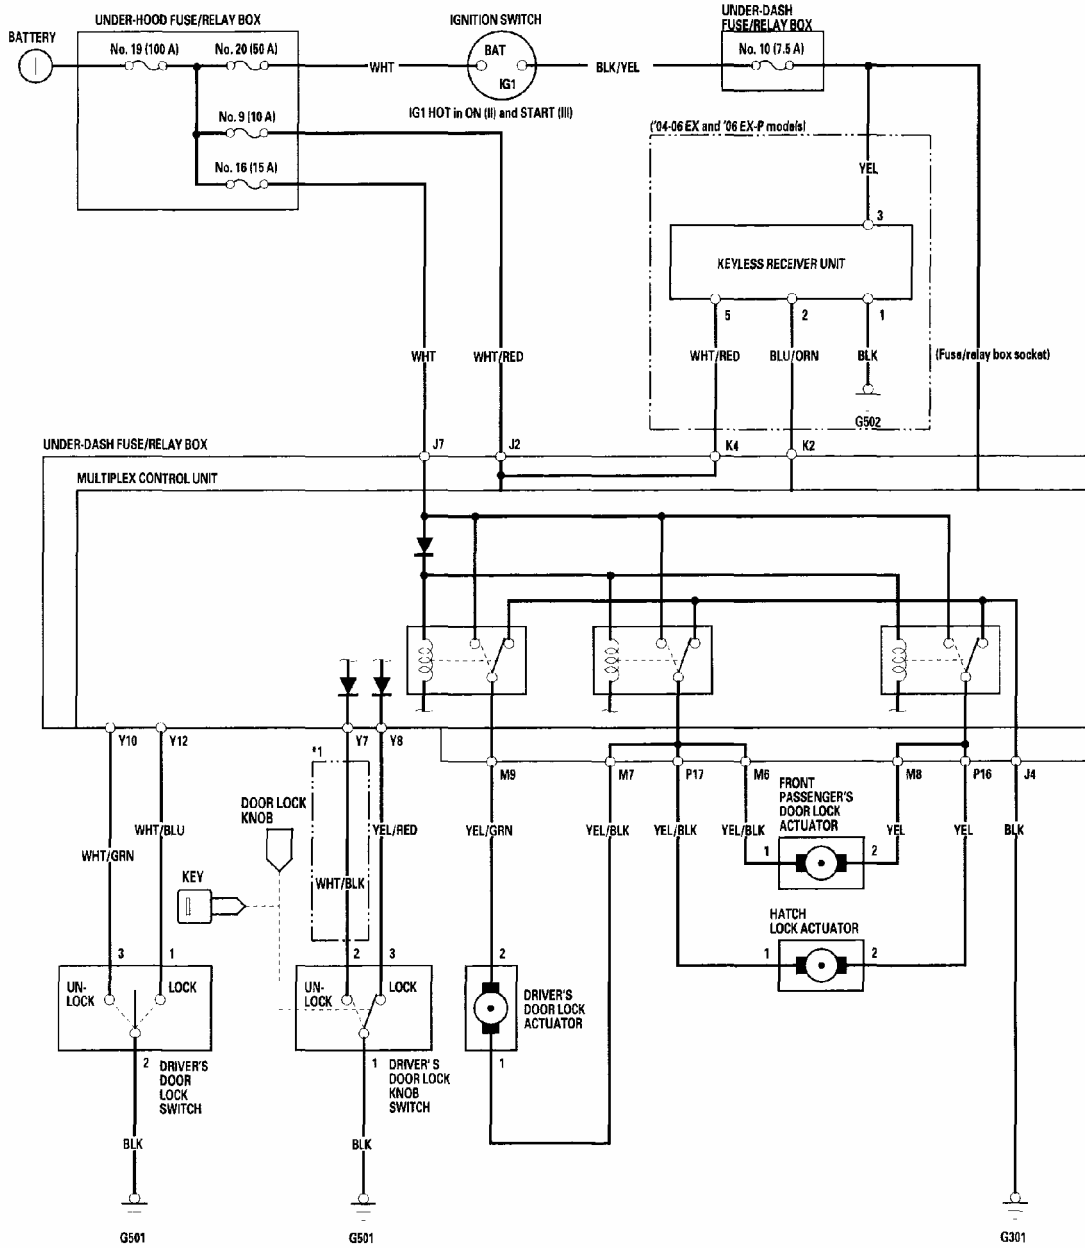 UNDER-HOOD FUSE/RELAY BOX
IGNITION SWITCH
UNDER-DASH
FUSE/RELAY BOX
BATTERY
No. 19 (100 A)
No. 20 (50 A)
BAT
No. 10 (7.5 A)
WHT
BLK/YEL
IG1
No. 9 (10 A)
IG1 HOT in ON (II) and START (III)
('04-06 EX and '06 EX-P models)
No. 16 (15 A)
YEL
3
KEYLESS RECEIVER UNIT
5
2
1
WHT
WHT/RED
WHT/RED
BLU/ORN
BLK
(Fuse/relay box socket)
G502
UNDER-DASH FUSE/RELAY BOX
J7
J2
K4
K2
MULTIPLEX CONTROL UNIT
Y10
Y12
Y7
Y8
*1
M9
M7
P17
M6
M8
P16
J4
FRONT
PASSENGER'S
DOOR LOCK
ACTUATOR
DOOR LOCK
KNOB
WHT/BLU
YEL/RED
YEL/GRN
YEL/BLK
YEL/BLK
YEL/BLK
YEL
YEL
BLK
WHT/GRN
1
2
KEY
WHT/BLK
HATCH
LOCK ACTUATOR
3
1
2
3
2
1
2
UN-
LOCK
LOCK
UN-
LOCK
LOCK
DRIVER'S
DOOR LOCK
ACTUATOR
2
DRIVER'S
DOOR
LOCK
SWITCH
1
DRIVER'S
DOOR LOCK
KNOB
SWITCH
1
BLK
BLK
G501
G501
G301